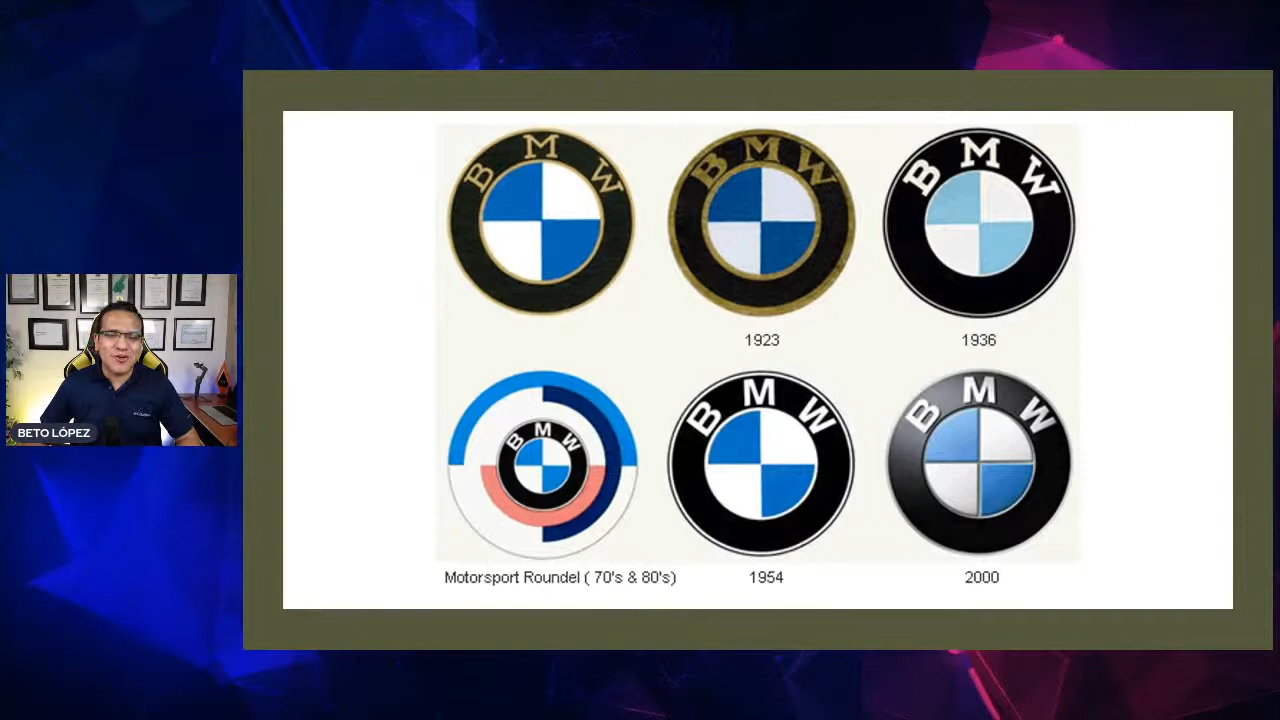 BMW
BMW
BMW
1923
1936
BMW
BMW
BMW
Motorsport Roundel ( 70's & 80's)
1954
2000
BETO LÓPEZ